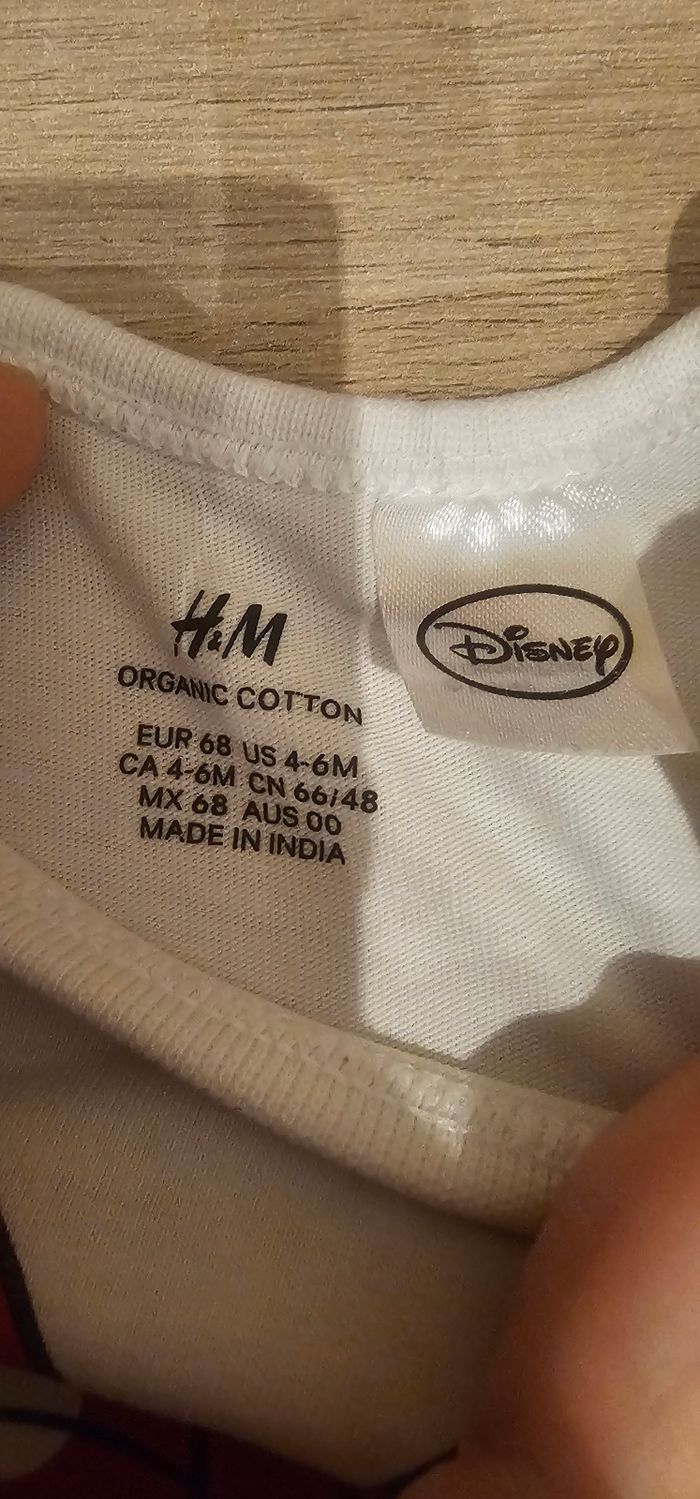 H&M
ORGANIC COTTON
EUR 68 US 4-6M
CA 4-6M CN 66/48
MX 68 AUS 00
MADE IN INDIA
DISNEY